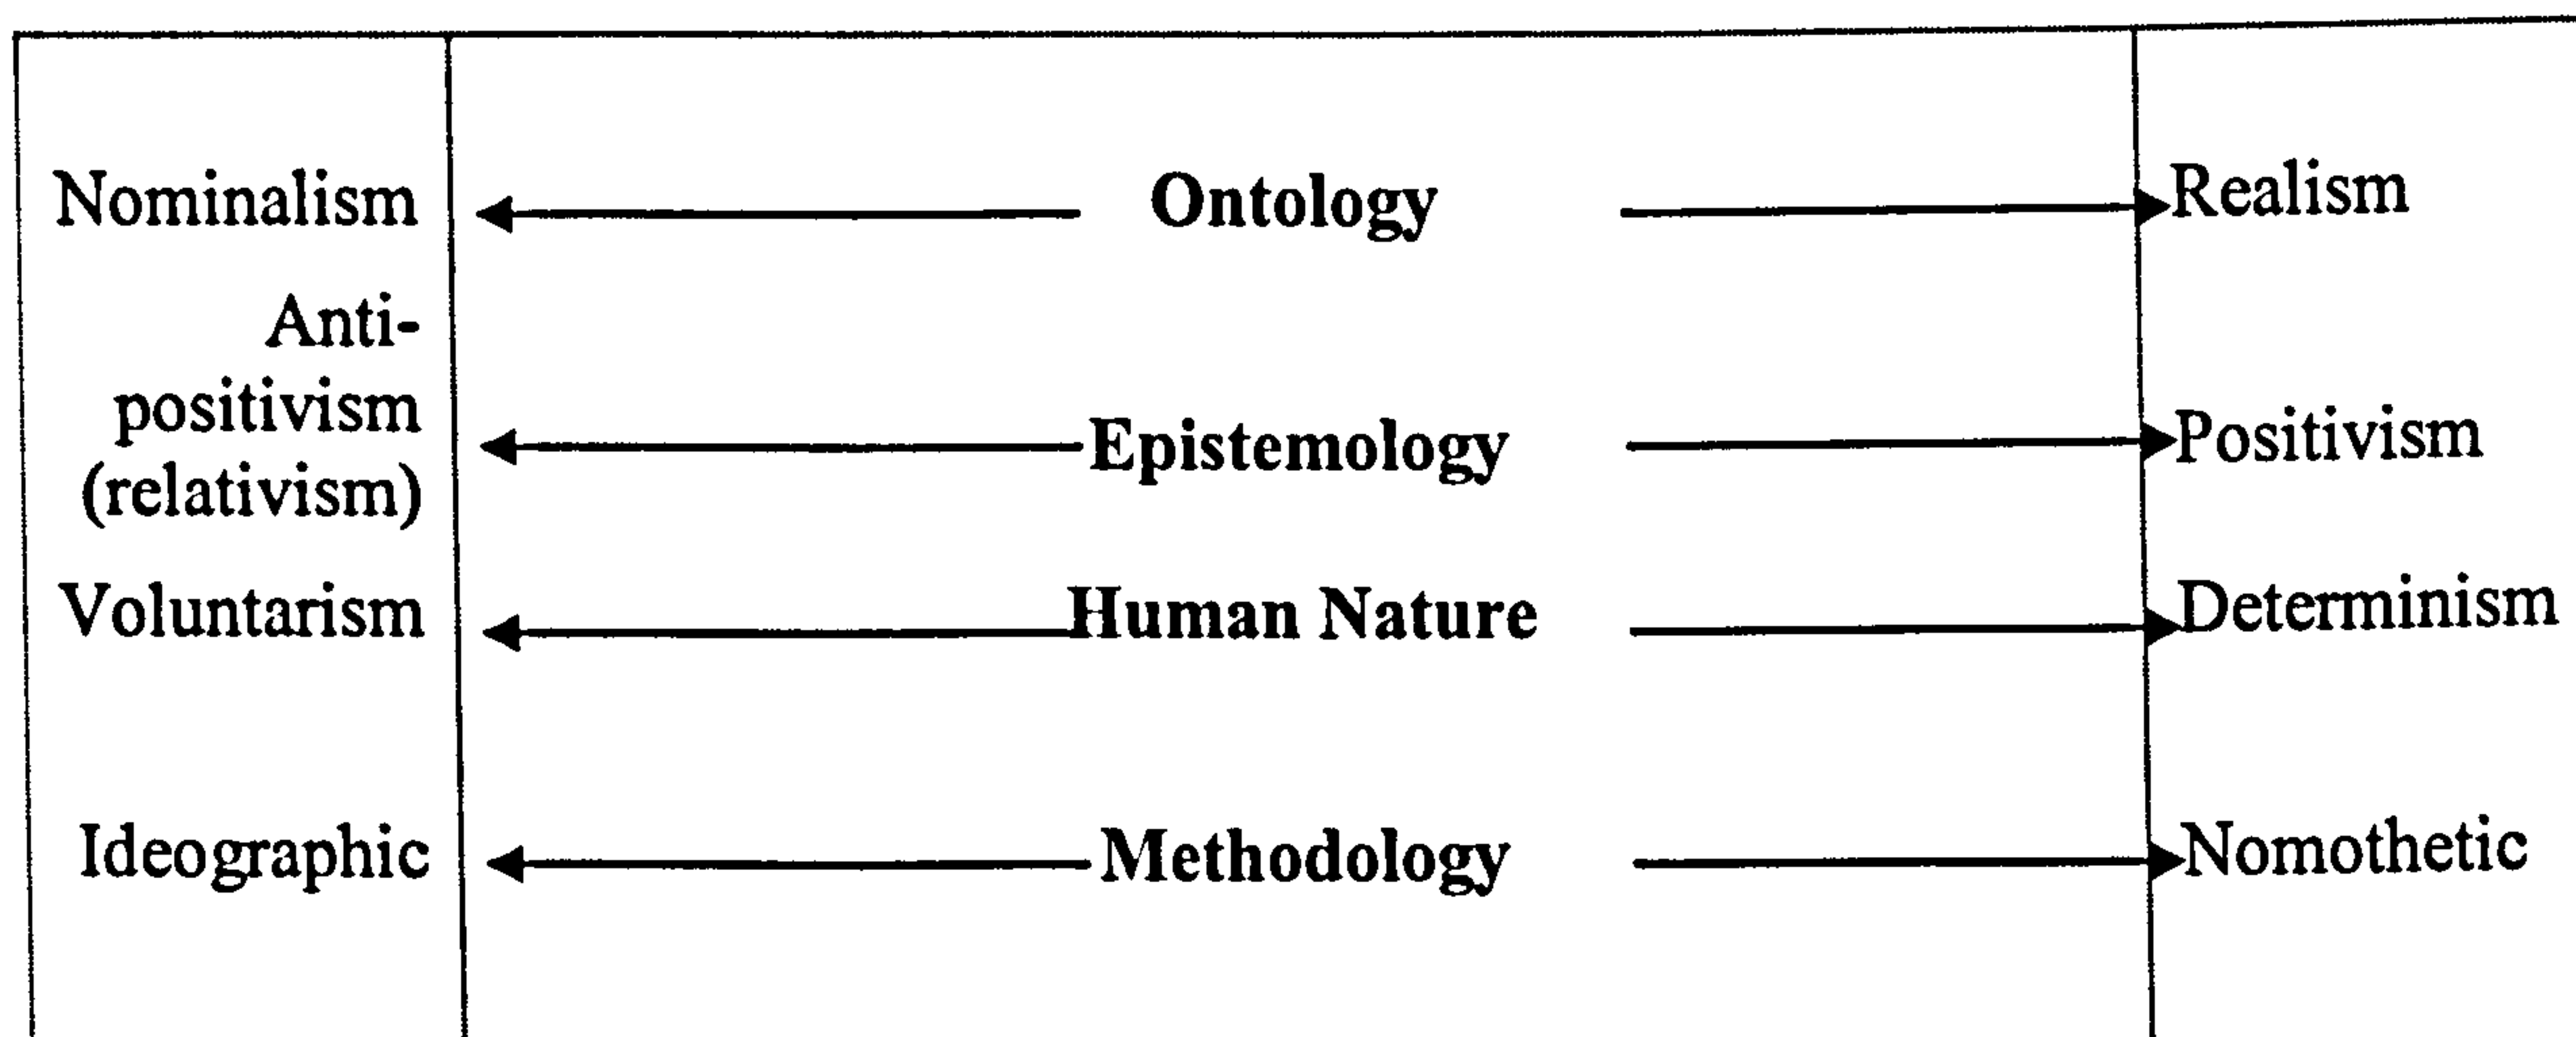 Nominalism Ontology Realism
Anti-
positivism
(relativism) Epistemology Positivism
Voluntarism Human Nature Determinism
Ideographic Methodology Nomothetic